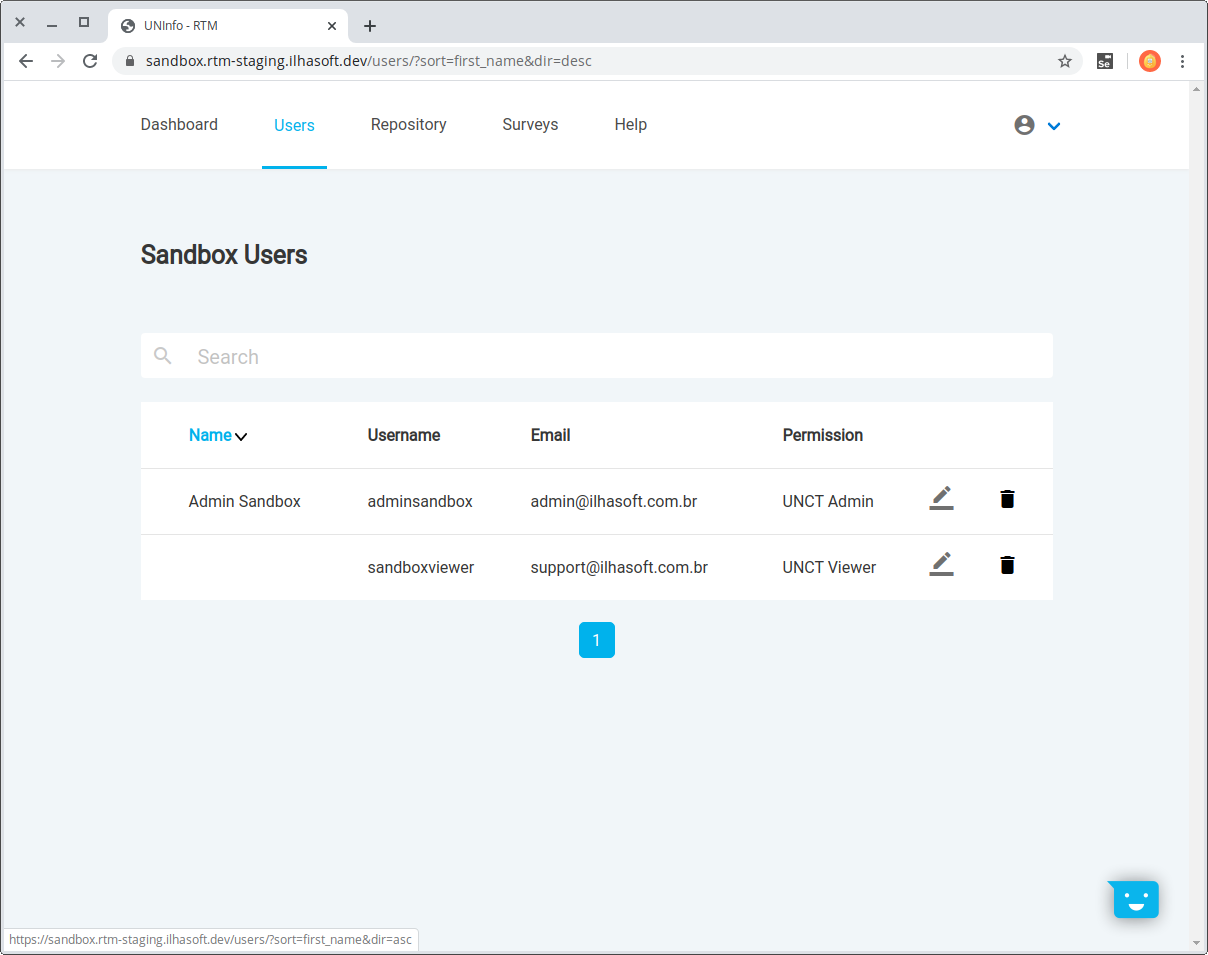 UNInfo - RTM
sandbox.rtm-staging.ilhasoft.dev/users/?sort=first_name&dir=desc
Se
Dashboard Users Repository Surveys Help
Sandbox Users
Search
Name Username Email Permission
Admin Sandbox adminsandbox admin@ilhasoft.com.br UNCT Admin
sandboxviewer support@ilhasoft.com.br UNCT Viewer
1
https://sandbox.rtm-staging.ilhasoft.dev/users/?sort=first_name&dir=asc